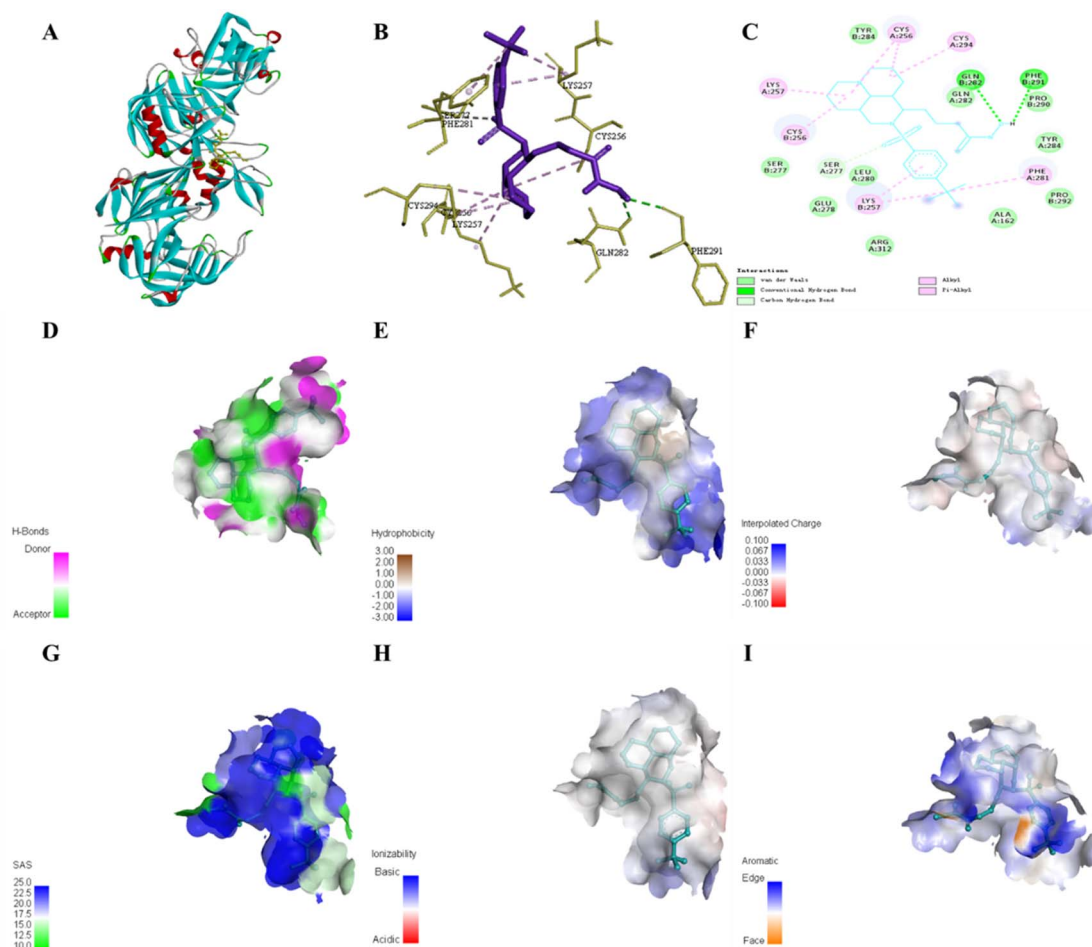 A
B
C
LYS257
PHE281
CYS256
CYS294
LYS257
GLN282
PHE291
TYR
B:284
CYS
A:256
CYS
A:294
LYS
A:257
GLN
B:282
PHE
B:291
GLN
A:282
PRO
B:290
CYS
B:256
TYR
A:284
SER
B:277
SER
A:277
LEU
A:280
PHE
A:281
GLU
A:278
LYS
B:257
PRO
B:292
ALA
A:162
ARG
A:312
Interactions
van der Waals
Conventional Hydrogen Bond
Carbon Hydrogen Bond
Alkyl
Pi-Alkyl
D
E
F
H-Bonds
Donor
Acceptor
Hydrophobicity
3.00
2.00
1.00
0.00
-1.00
-2.00
-3.00
Interpolated Charge
0.100
0.067
0.033
0.000
-0.033
-0.067
-0.100
G
H
I
SAS
25.0
22.5
20.0
17.5
15.0
12.5
10.0
Ionizability
Basic
Acidic
Aromatic
Edge
Face